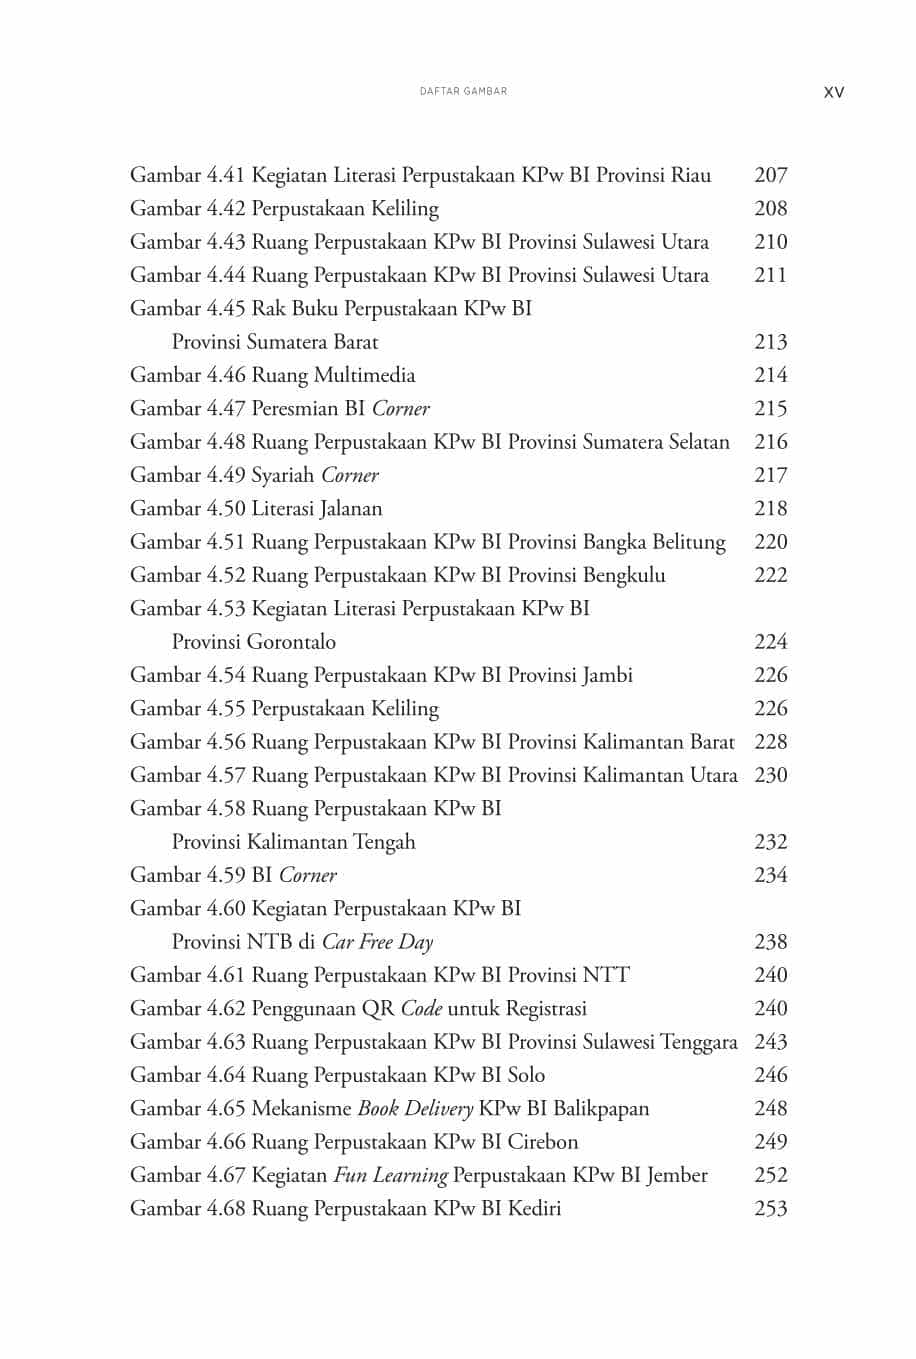 DAFTAR GAMBAR XV
Gambar 4.41 Kegiatan Literasi Perpustakaan KPw BI Provinsi Riau 207
Gambar 4.42 Perpustakaan Keliling 208
Gambar 4.43 Ruang Perpustakaan KPw BI Provinsi Sulawesi Utara 210
Gambar 4.44 Ruang Perpustakaan KPw BI Provinsi Sulawesi Utara 211
Gambar 4.45 Rak Buku Perpustakaan KPw BI
Provinsi Sumatera Barat 213
Gambar 4.46 Ruang Multimedia 214
Gambar 4.47 Peresmian BI Corner 215
Gambar 4.48 Ruang Perpustakaan KPw BI Provinsi Sumatera Selatan 216
Gambar 4.49 Syariah Corner 217
Gambar 4.50 Literasi Jalanan 218
Gambar 4.51 Ruang Perpustakaan KPw BI Provinsi Bangka Belitung 220
Gambar 4.52 Ruang Perpustakaan KPw BI Provinsi Bengkulu 222
Gambar 4.53 Kegiatan Literasi Perpustakaan KPw BI
Provinsi Gorontalo 224
Gambar 4.54 Ruang Perpustakaan KPw BI Provinsi Jambi 226
Gambar 4.55 Perpustakaan Keliling 226
Gambar 4.56 Ruang Perpustakaan KPw BI Provinsi Kalimantan Barat 228
Gambar 4.57 Ruang Perpustakaan KPw BI Provinsi Kalimantan Utara 230
Gambar 4.58 Ruang Perpustakaan KPw BI
Provinsi Kalimantan Tengah 232
Gambar 4.59 BI Corner 234
Gambar 4.60 Kegiatan Perpustakaan KPw BI
Provinsi NTB di Car Free Day 238
Gambar 4.61 Ruang Perpustakaan KPw BI Provinsi NTT 240
Gambar 4.62 Penggunaan QR Code untuk Registrasi 240
Gambar 4.63 Ruang Perpustakaan KPw BI Provinsi Sulawesi Tenggara 243
Gambar 4.64 Ruang Perpustakaan KPw BI Solo 246
Gambar 4.65 Mekanisme Book Delivery KPw BI Balikpapan 248
Gambar 4.66 Ruang Perpustakaan KPw BI Cirebon 249
Gambar 4.67 Kegiatan Fun Learning Perpustakaan KPw BI Jember 252
Gambar 4.68 Ruang Perpustakaan KPw BI Kediri 253